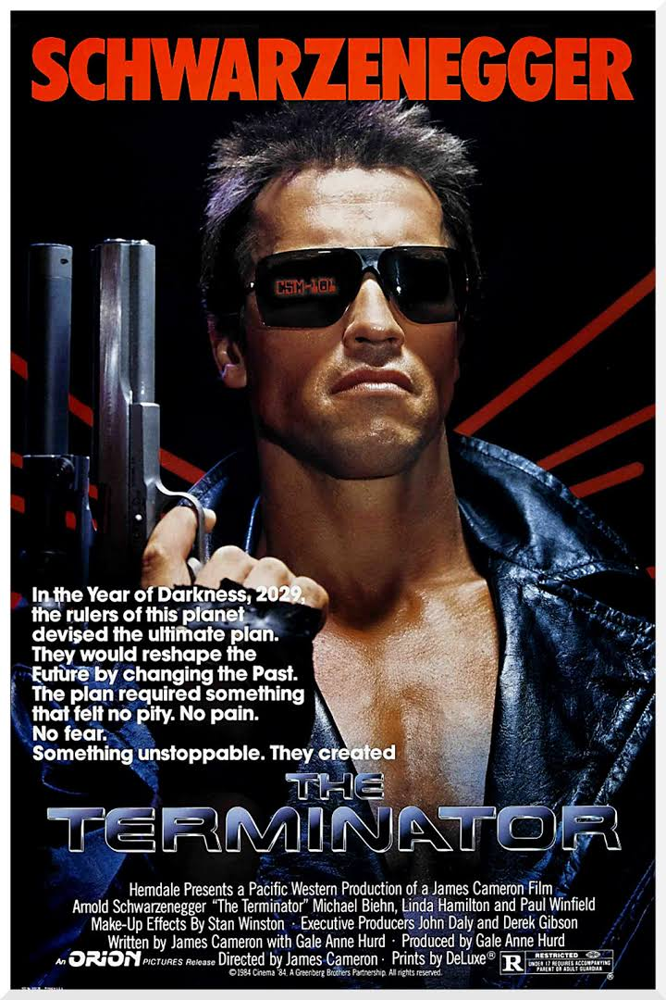 SCHWARZENEGGER
CSM-101
In the Year of Darkness, 2029,
the rulers of this planet
devised the ultimate plan.
They would reshape the
Future by changing the Past.
The plan required something
that felt no pity. No pain.
No fear.
Something unstoppable. They created
THE
TERMINATOR
Hemdale Presents a Pacific Western Production of a James Cameron Film
Arnold Schwarzenegger “The Terminator” Michael Biehn, Linda Hamilton and Paul Winfield
Make-Up Effects By Stan Winston · Executive Producers John Daly and Derek Gibson
Written by James Cameron with Gale Anne Hurd · Produced by Gale Anne Hurd
An ORION PICTURES Release Directed by James Cameron · Prints by DeLuxe®
©1984 Cinema '84, A Greenberg Brothers Partnership. All rights reserved.
R RESTRICTED
UNDER 17 REQUIRES ACCOMPANYING
PARENT OR ADULT GUARDIAN
®